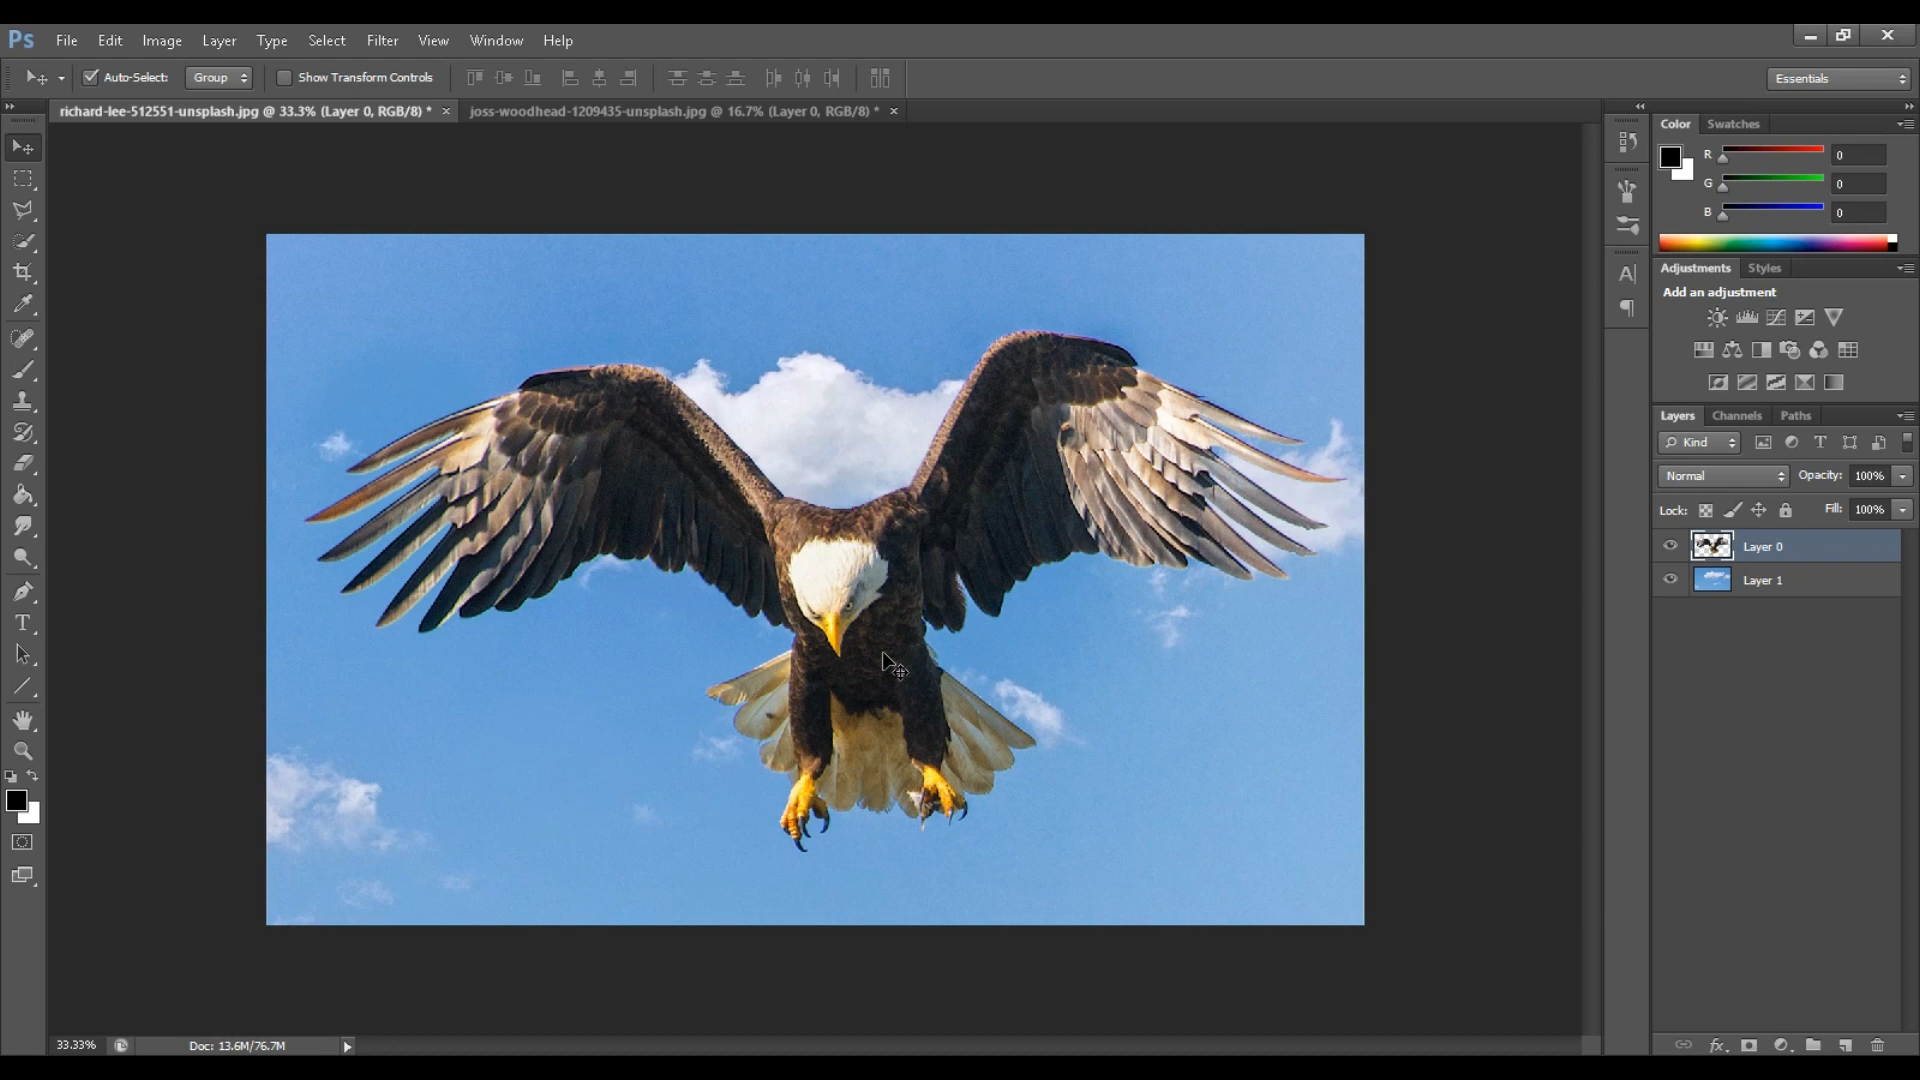 Ps File Edit Image Layer Type Select Filter View Window Help
Auto-Select: Group Show Transform Controls Essentials
richard-lee-512551-unsplash.jpg @ 33.3% (Layer 0, RGB/8) * × joss-woodhead-1209435-unsplash.jpg @ 16.7% (Layer 0, RGB/8) * ×
Color Swatches
R 0
G 0
B 0
Adjustments Styles
Add an adjustment
Layers Channels Paths
Kind
Normal Opacity: 100%
Lock: Fill: 100%
Layer 0
Layer 1
33.33% Doc: 13.6M/76.7M